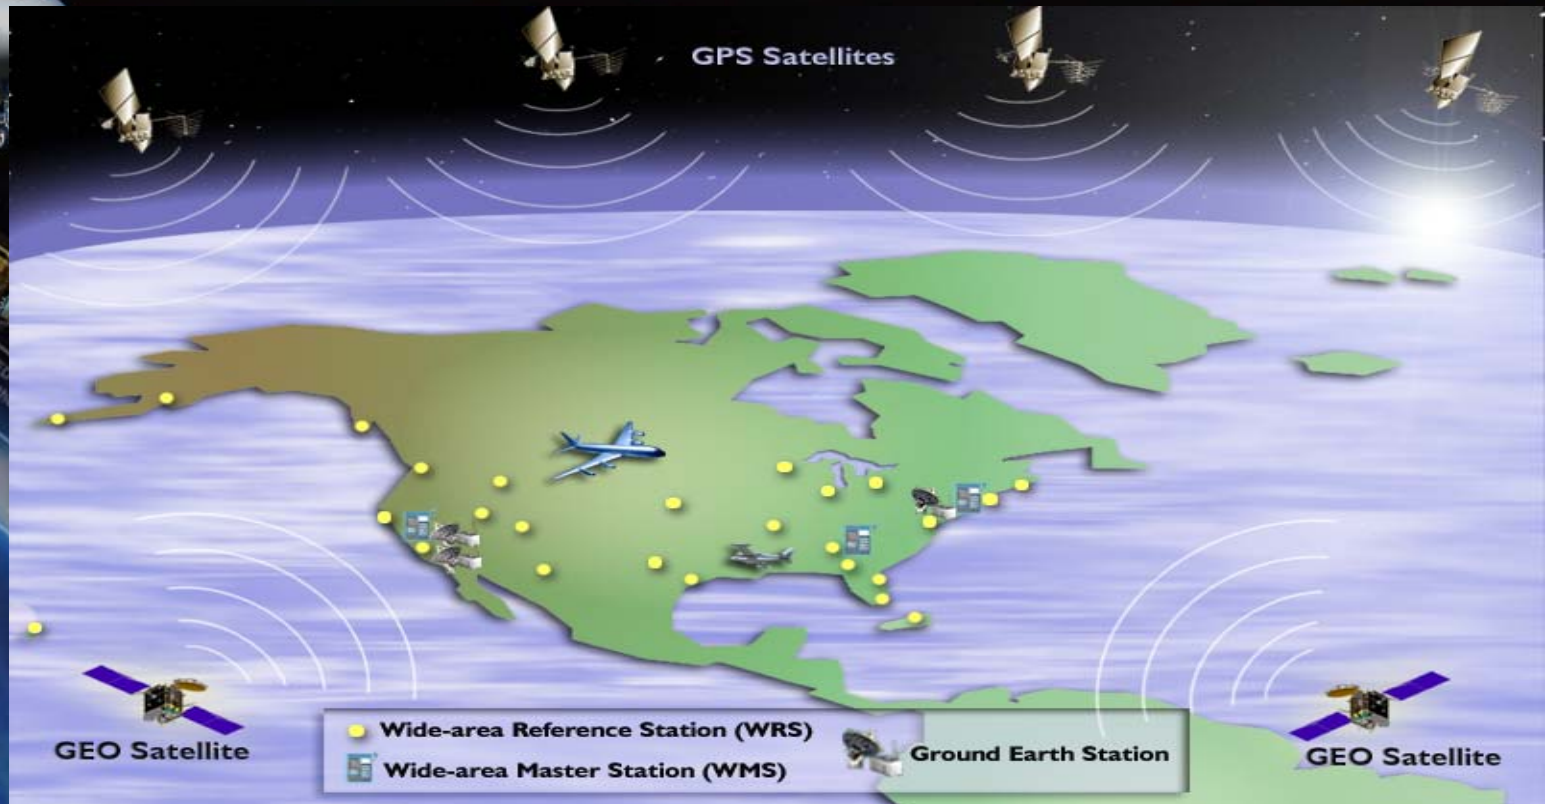 GPS Satellites
GEO Satellite
Wide-area Reference Station (WRS)
Wide-area Master Station (WMS)
Ground Earth Station
GEO Satellite